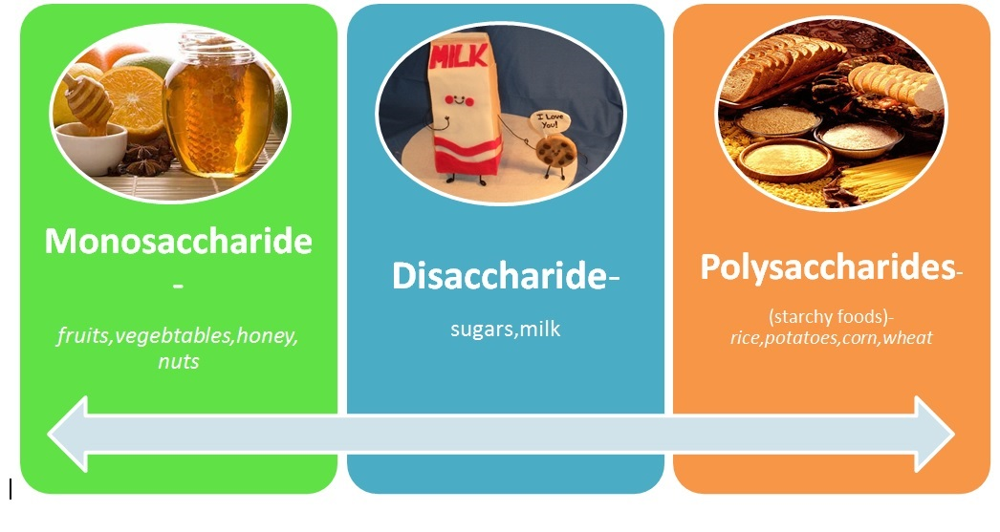 Monosaccharide
-
fruits,vegebtables,honey,
nuts
MILK
I Love
You!
Disaccharide-
sugars,milk
Polysaccharides-
(starchy foods)-
rice,potatoes,corn,wheat